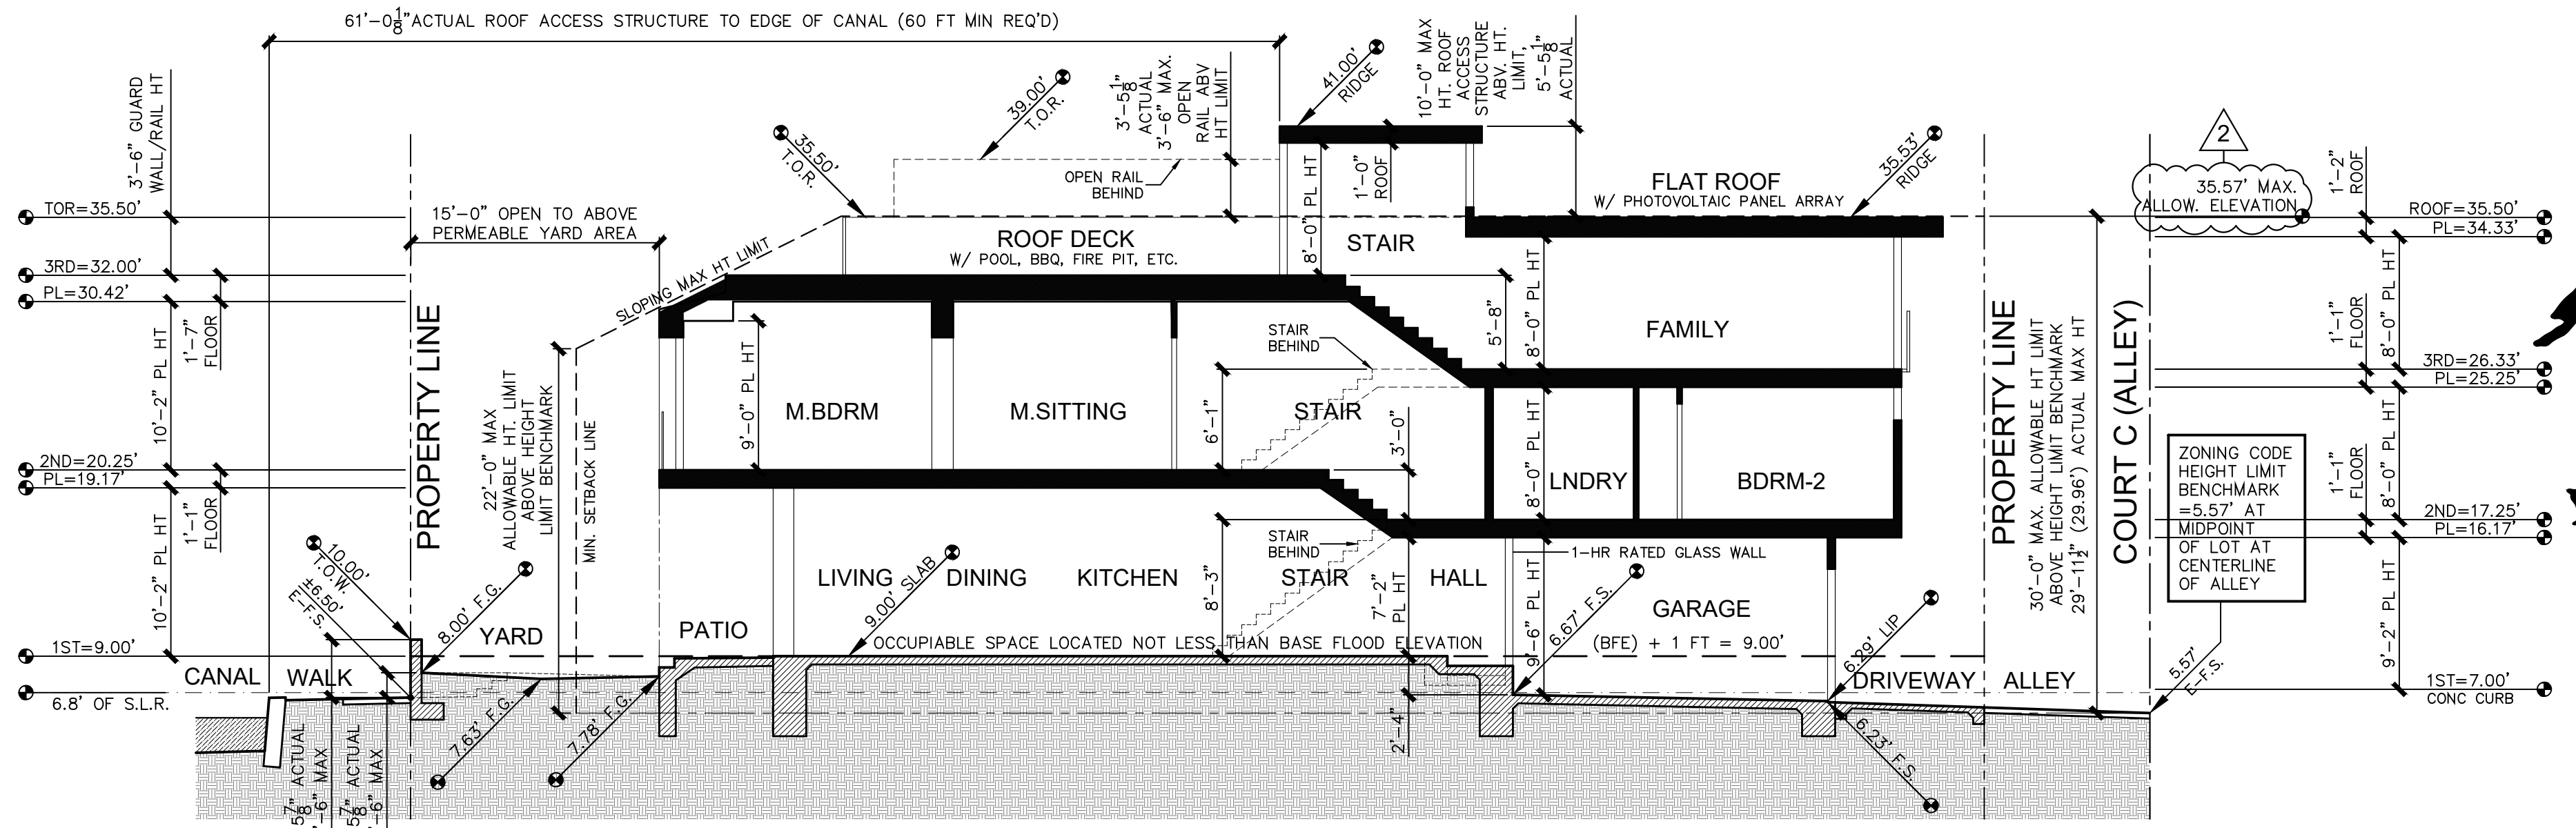 61'-0 1/8" ACTUAL ROOF ACCESS STRUCTURE TO EDGE OF CANAL (60 FT MIN REQ'D)
3'-6" GUARD
WALL/RAIL HT
TOR=35.50'
3RD=32.00'
PL=30.42'
1'-7"
FLOOR
10'-2" PL HT
2ND=20.25'
PL=19.17'
1'-1"
FLOOR
10'-2" PL HT
1ST=9.00'
CANAL
WALK
6.8' OF S.L.R.
15'-0" OPEN TO ABOVE
PERMEABLE YARD AREA
PROPERTY LINE
10.00'
T.O.W.
±6.50'
E-F.S.
8.00' F.G.
7.63' F.G.
7.78' F.G.
YARD
PATIO
22'-0" MAX
ALLOWABLE HT. LIMIT
ABOVE HEIGHT
LIMIT BENCHMARK
MIN. SETBACK LINE
SLOPING MAX HT LIMIT
35.50'
T.O.R.
39.00'
T.O.R.
OPEN RAIL
BEHIND
3'-5 1/8"
ACTUAL
3'-6" MAX.
OPEN
RAIL ABV
HT LIMIT
41.00'
RIDGE
10'-0" MAX
HT. ROOF
ACCESS
STRUCTURE
ABV. HT.
LIMIT,
5'-5 1/8"
ACTUAL
ROOF DECK
W/ POOL, BBQ, FIRE PIT, ETC.
8'-0" PL HT
1'-0"
ROOF
STAIR
FLAT ROOF
W/ PHOTOVOLTAIC PANEL ARRAY
35.53'
RIDGE
9'-0" PL HT
M.BDRM
M.SITTING
STAIR
BEHIND
6'-1"
STAIR
5'-8"
8'-0" PL HT
FAMILY
3'-0"
8'-0" PL HT
LNDRY
BDRM-2
LIVING
DINING
KITCHEN
9.00' SLAB
8'-3"
STAIR
BEHIND
STAIR
7'-2"
PL HT
HALL
1-HR RATED GLASS WALL
9'-6" PL HT
6.67' F.S.
GARAGE
OCCUPIABLE SPACE LOCATED NOT LESS THAN BASE FLOOD ELEVATION
(BFE) + 1 FT = 9.00'
2'-4"
6.29' LIP
6.23' F.S.
DRIVEWAY
ALLEY
PROPERTY LINE
30'-0" MAX. ALLOWABLE HT LIMIT
ABOVE HEIGHT LIMIT BENCHMARK
29'-11 1/2" (29.96') ACTUAL MAX HT
COURT C (ALLEY)
2
35.57' MAX.
ALLOW. ELEVATION
ZONING CODE
HEIGHT LIMIT
BENCHMARK
=5.57' AT
MIDPOINT
OF LOT AT
CENTERLINE
OF ALLEY
5.57'
E-F.S.
1'-2"
ROOF
ROOF=35.50'
PL=34.33'
8'-0" PL HT
1'-1"
FLOOR
3RD=26.33'
PL=25.25'
8'-0" PL HT
1'-1"
FLOOR
2ND=17.25'
PL=16.17'
9'-2" PL HT
1ST=7.00'
CONC CURB
ACTUAL
MAX
ACTUAL
MAX